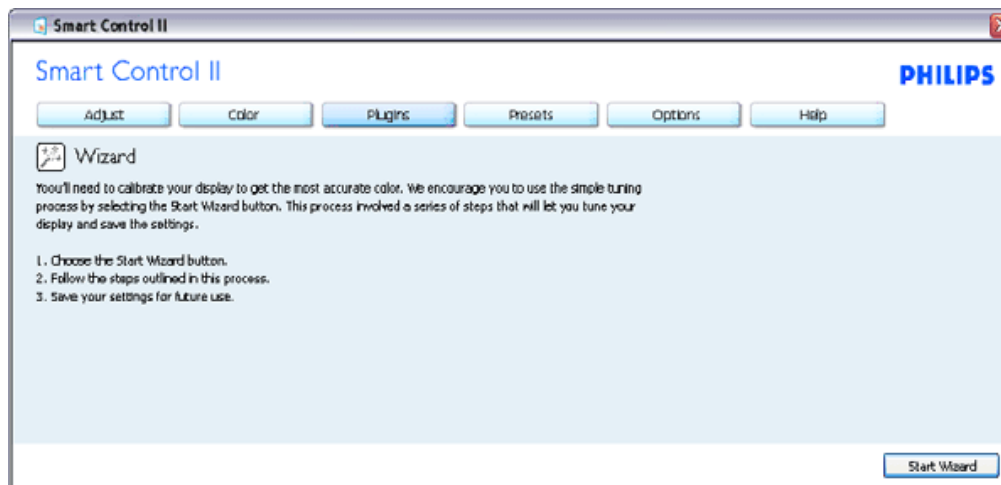 Smart Control II
Smart Control II
PHILIPS
Adjust Color Plugins Presets Options Help
Wizard
Yoou'll need to calibrate your display to get the most accurate color. We encourage you to use the simple tuning
process by selecting the Start Wizard button. This process involved a series of steps that will let you tune your
display and save the settings.
1. Choose the Start Wizard button.
2. Follow the steps outlined in this process.
3. Save your settings for future use.
Start Wizard